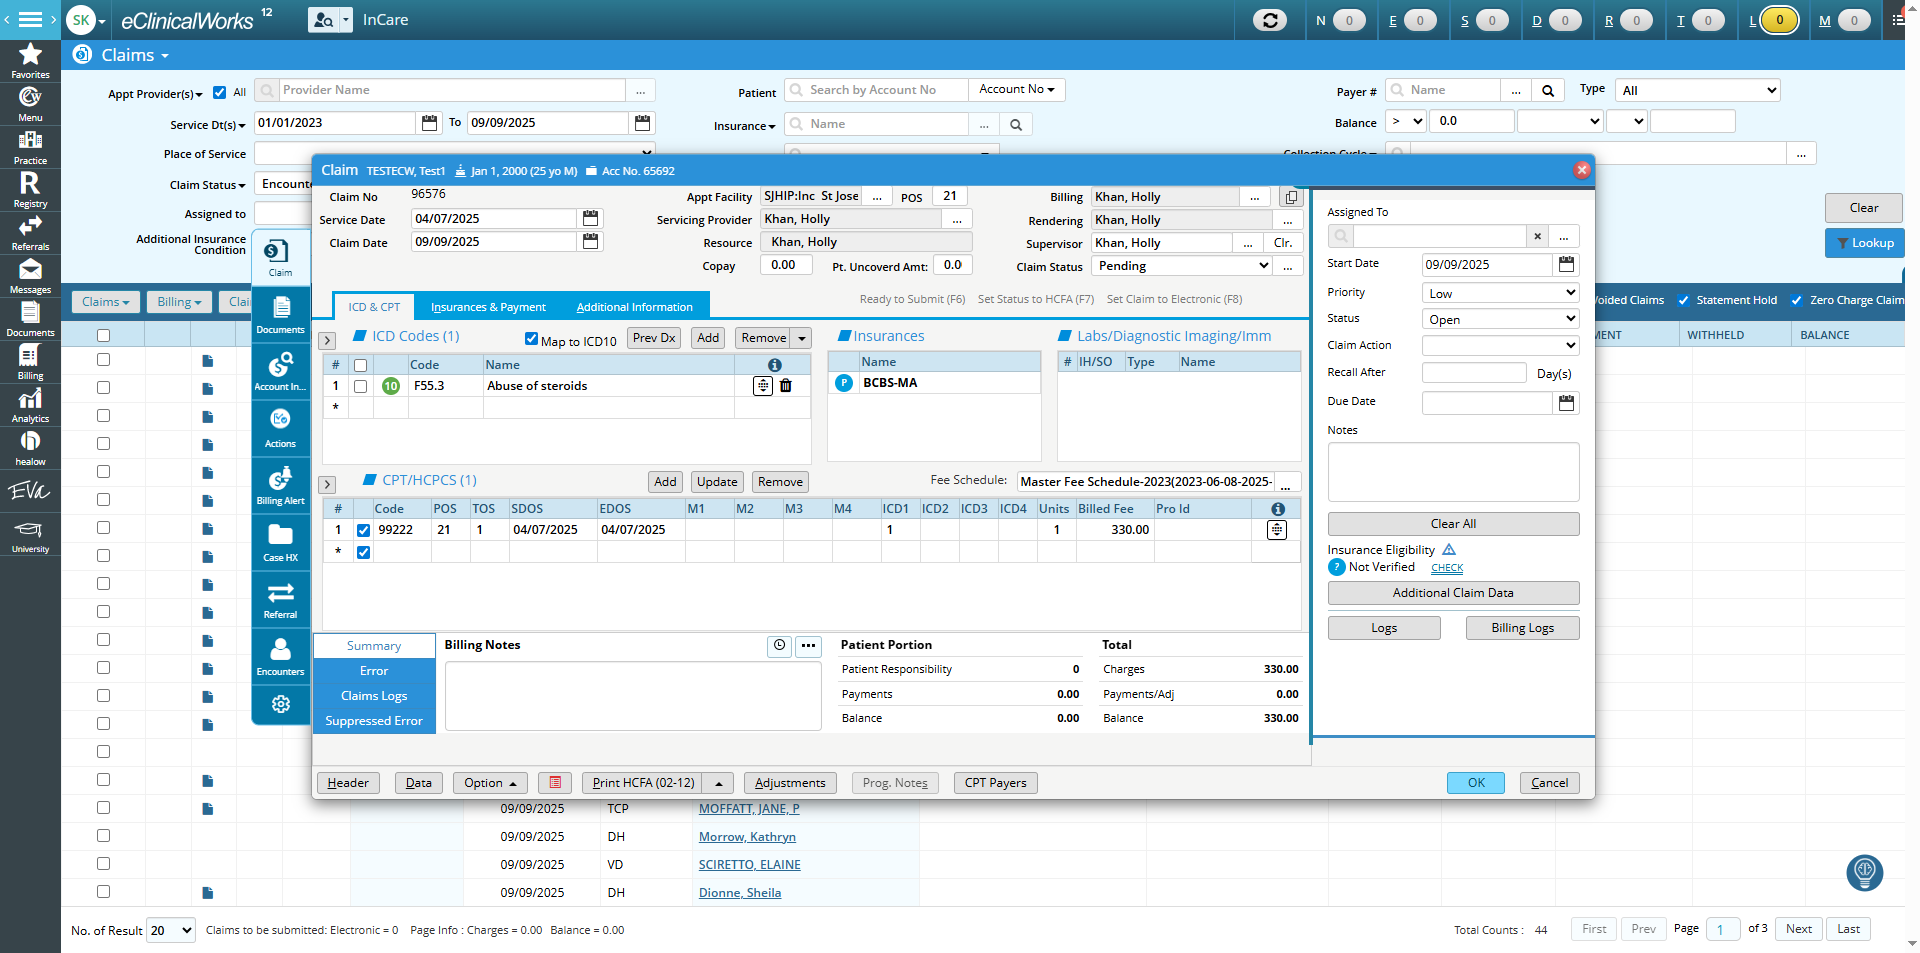 SK eClinicalWorks 12 InCare N 0 E 0 S 0 D 0 R 0 T 0 L 0 M 0
Favorites
Menu
Practice
R
Registry
Referrals
Messages
Documents
Billing
Analytics
healow
EVa
University
Claims
Appt Provider(s) All Provider Name ... Patient Search by Account No Account No Payer # Name ... Type All
Service Dt(s) 01/01/2023 To 09/09/2025 Insurance Name ... Balance > 0.0
Place of Service ...
Claim Status
Assigned to Clear
Additional Insurance
Condition Lookup
Claims Billing Statement Hold
WITHHELD BALANCE
Claim
Documents
Account In...
Actions
Billing Alert
Case HX
Referral
Encounters
Claim TESTECW, Test1 Jan 1, 2000 (25 yo M) Acc No. 65692
Claim No 96576 Appt Facility SJHIP:Inc St Jose ... POS 21 Billing Khan, Holly ...
Service Date 04/07/2025 Servicing Provider Khan, Holly ... Rendering Khan, Holly ...
Claim Date 09/09/2025 Resource Khan, Holly Supervisor Khan, Holly ... Clr.
Copay 0.00 Pt. Uncoverd Amt: 0.0 Claim Status Pending ...
ICD & CPT Insurances & Payment Additional Information Ready to Submit (F6) Set Status to HCFA (F7) Set Claim to Electronic (F8)
ICD Codes (1) Map to ICD10 Prev Dx Add Remove Insurances Labs/Diagnostic Imaging/Imm
# Code Name Name # IH/SO Type Name
1 10 F55.3 Abuse of steroids P BCBS-MA
*
CPT/HCPCS (1) Add Update Remove Fee Schedule: Master Fee Schedule-2023(2023-06-08-2025- ...
# Code POS TOS SDOS EDOS M1 M2 M3 M4 ICD1 ICD2 ICD3 ICD4 Units Billed Fee Pro Id
1 99222 21 1 04/07/2025 04/07/2025 1 1 330.00
*
Summary Billing Notes Patient Portion Total
Error Patient Responsibility 0 Charges 330.00
Claims Logs Payments 0.00 Payments/Adj 0.00
Suppressed Error Balance 0.00 Balance 330.00
Header Data Option Print HCFA (02-12) Adjustments Prog. Notes CPT Payers OK Cancel
Assigned To
× ...
Start Date 09/09/2025
Priority Low
Status Open
Claim Action
Recall After Day(s)
Due Date
Notes
Clear All
Insurance Eligibility
? Not Verified CHECK
Additional Claim Data
Logs Billing Logs
09/09/2025 TCP MOFFATT, JANE, P
09/09/2025 DH Morrow, Kathryn
09/09/2025 VD SCIRETTO, ELAINE
09/09/2025 DH Dionne, Sheila
No. of Result 20 Claims to be submitted: Electronic = 0 Page Info : Charges = 0.00 Balance = 0.00 Total Counts : 44 First Prev Page 1 of 3 Next Last